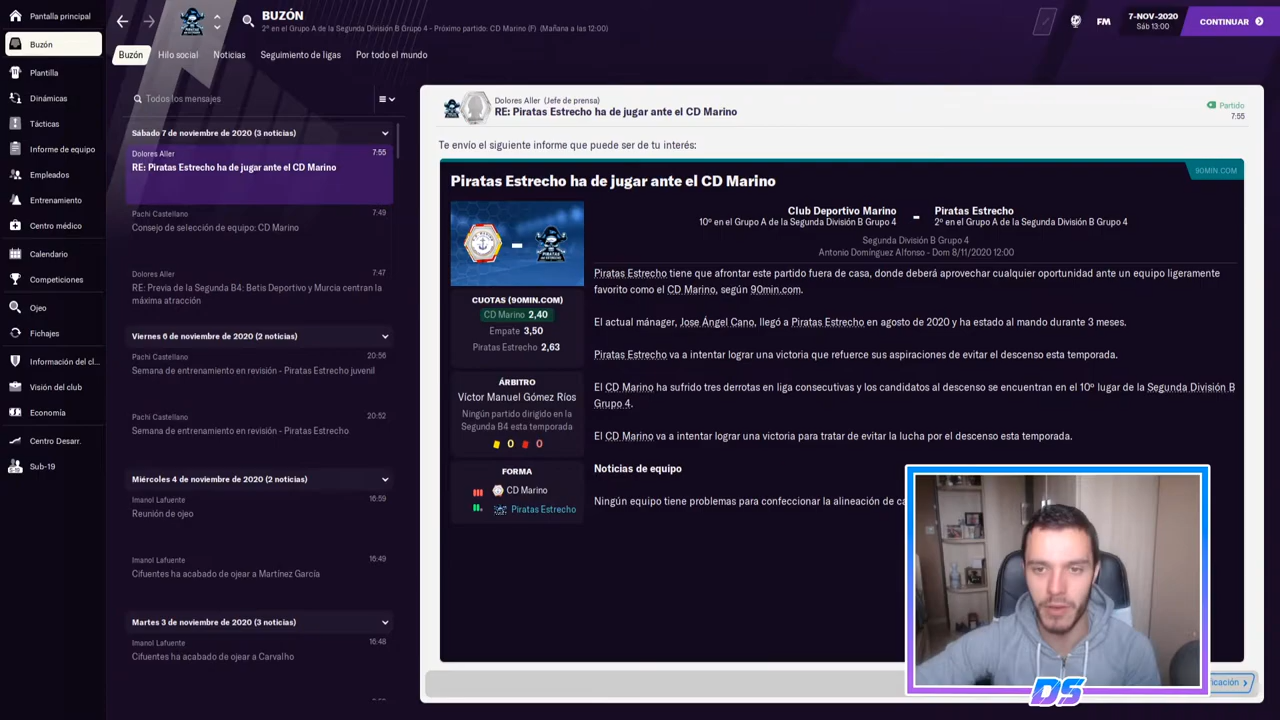 Pantalla principal
Buzón
Plantilla
Dinámicas
Tácticas
Informe de equipo
Empleados
Entrenamiento
Centro médico
Calendario
Competiciones
Ojeo
Fichajes
Información del cl...
Visión del club
Economía
Centro Desarr.
Sub-19
BUZÓN
2º en el Grupo A de la Segunda División B Grupo 4 - Próximo partido: CD Marino (F) (Mañana a las 12:00)
FM
7-NOV-2020
Sáb 13:00
CONTINUAR
Buzón
Hilo social
Noticias
Seguimiento de ligas
Por todo el mundo
Todos los mensajes
Sábado 7 de noviembre de 2020 (3 noticias)
Dolores Aller 7:55
RE: Piratas Estrecho ha de jugar ante el CD Marino
Pachi Castellano 7:49
Consejo de selección de equipo: CD Marino
Dolores Aller 7:47
RE: Previa de la Segunda B4: Betis Deportivo y Murcia centran la
máxima atracción
Viernes 6 de noviembre de 2020 (2 noticias)
Pachi Castellano 20:56
Semana de entrenamiento en revisión - Piratas Estrecho juvenil
Pachi Castellano 20:52
Semana de entrenamiento en revisión - Piratas Estrecho
Miércoles 4 de noviembre de 2020 (2 noticias)
Imanol Lafuente 16:59
Reunión de ojeo
Imanol Lafuente 16:49
Cifuentes ha acabado de ojear a Martínez García
Martes 3 de noviembre de 2020 (3 noticias)
Imanol Lafuente 16:48
Cifuentes ha acabado de ojear a Carvalho
Dolores Aller (Jefe de prensa)
RE: Piratas Estrecho ha de jugar ante el CD Marino
Partido
7:55
Te envío el siguiente informe que puede ser de tu interés:
90MIN.COM
Piratas Estrecho ha de jugar ante el CD Marino
Club Deportivo Marino - Piratas Estrecho
10º en el Grupo A de la Segunda División B Grupo 4 2º en el Grupo A de la Segunda División B Grupo 4
Segunda División B Grupo 4
Antonio Domínguez Alfonso - Dom 8/11/2020 12:00
CUOTAS (90MIN.COM)
CD Marino 2,40
Empate 3,50
Piratas Estrecho 2,63
ÁRBITRO
Víctor Manuel Gómez Ríos
Ningún partido dirigido en la
Segunda B4 esta temporada
0 0
FORMA
CD Marino
Piratas Estrecho
Piratas Estrecho tiene que afrontar este partido fuera de casa, donde deberá aprovechar cualquier oportunidad ante un equipo ligeramente
favorito como el CD Marino, según 90min.com.
El actual mánager, Jose Ángel Cano, llegó a Piratas Estrecho en agosto de 2020 y ha estado al mando durante 3 meses.
Piratas Estrecho va a intentar lograr una victoria que refuerce sus aspiraciones de evitar el descenso esta temporada.
El CD Marino ha sufrido tres derrotas en liga consecutivas y los candidatos al descenso se encuentran en el 10º lugar de la Segunda División B
Grupo 4.
El CD Marino va a intentar lograr una victoria para tratar de evitar la lucha por el descenso esta temporada.
Noticias de equipo
Ningún equipo tiene problemas para confeccionar la alineación de ca
DS